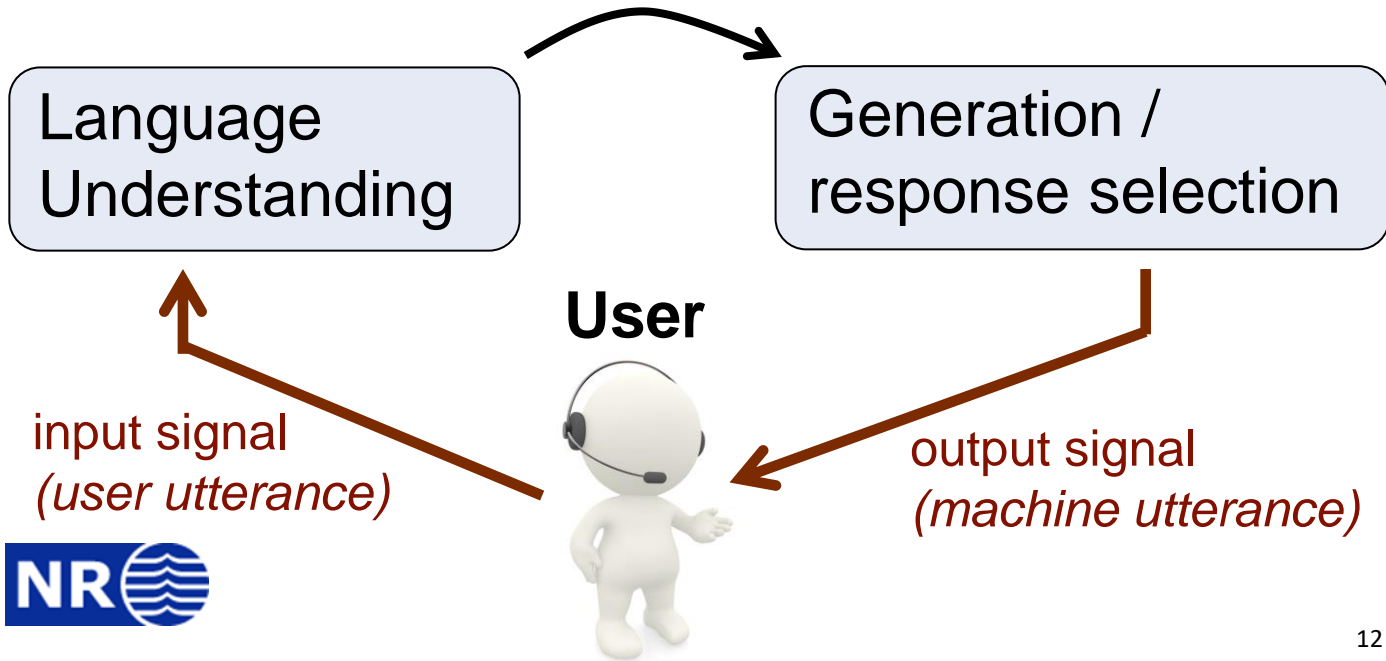 Language
Understanding
Generation /
response selection
User
input signal
(user utterance)
output signal
(machine utterance)
NR
12